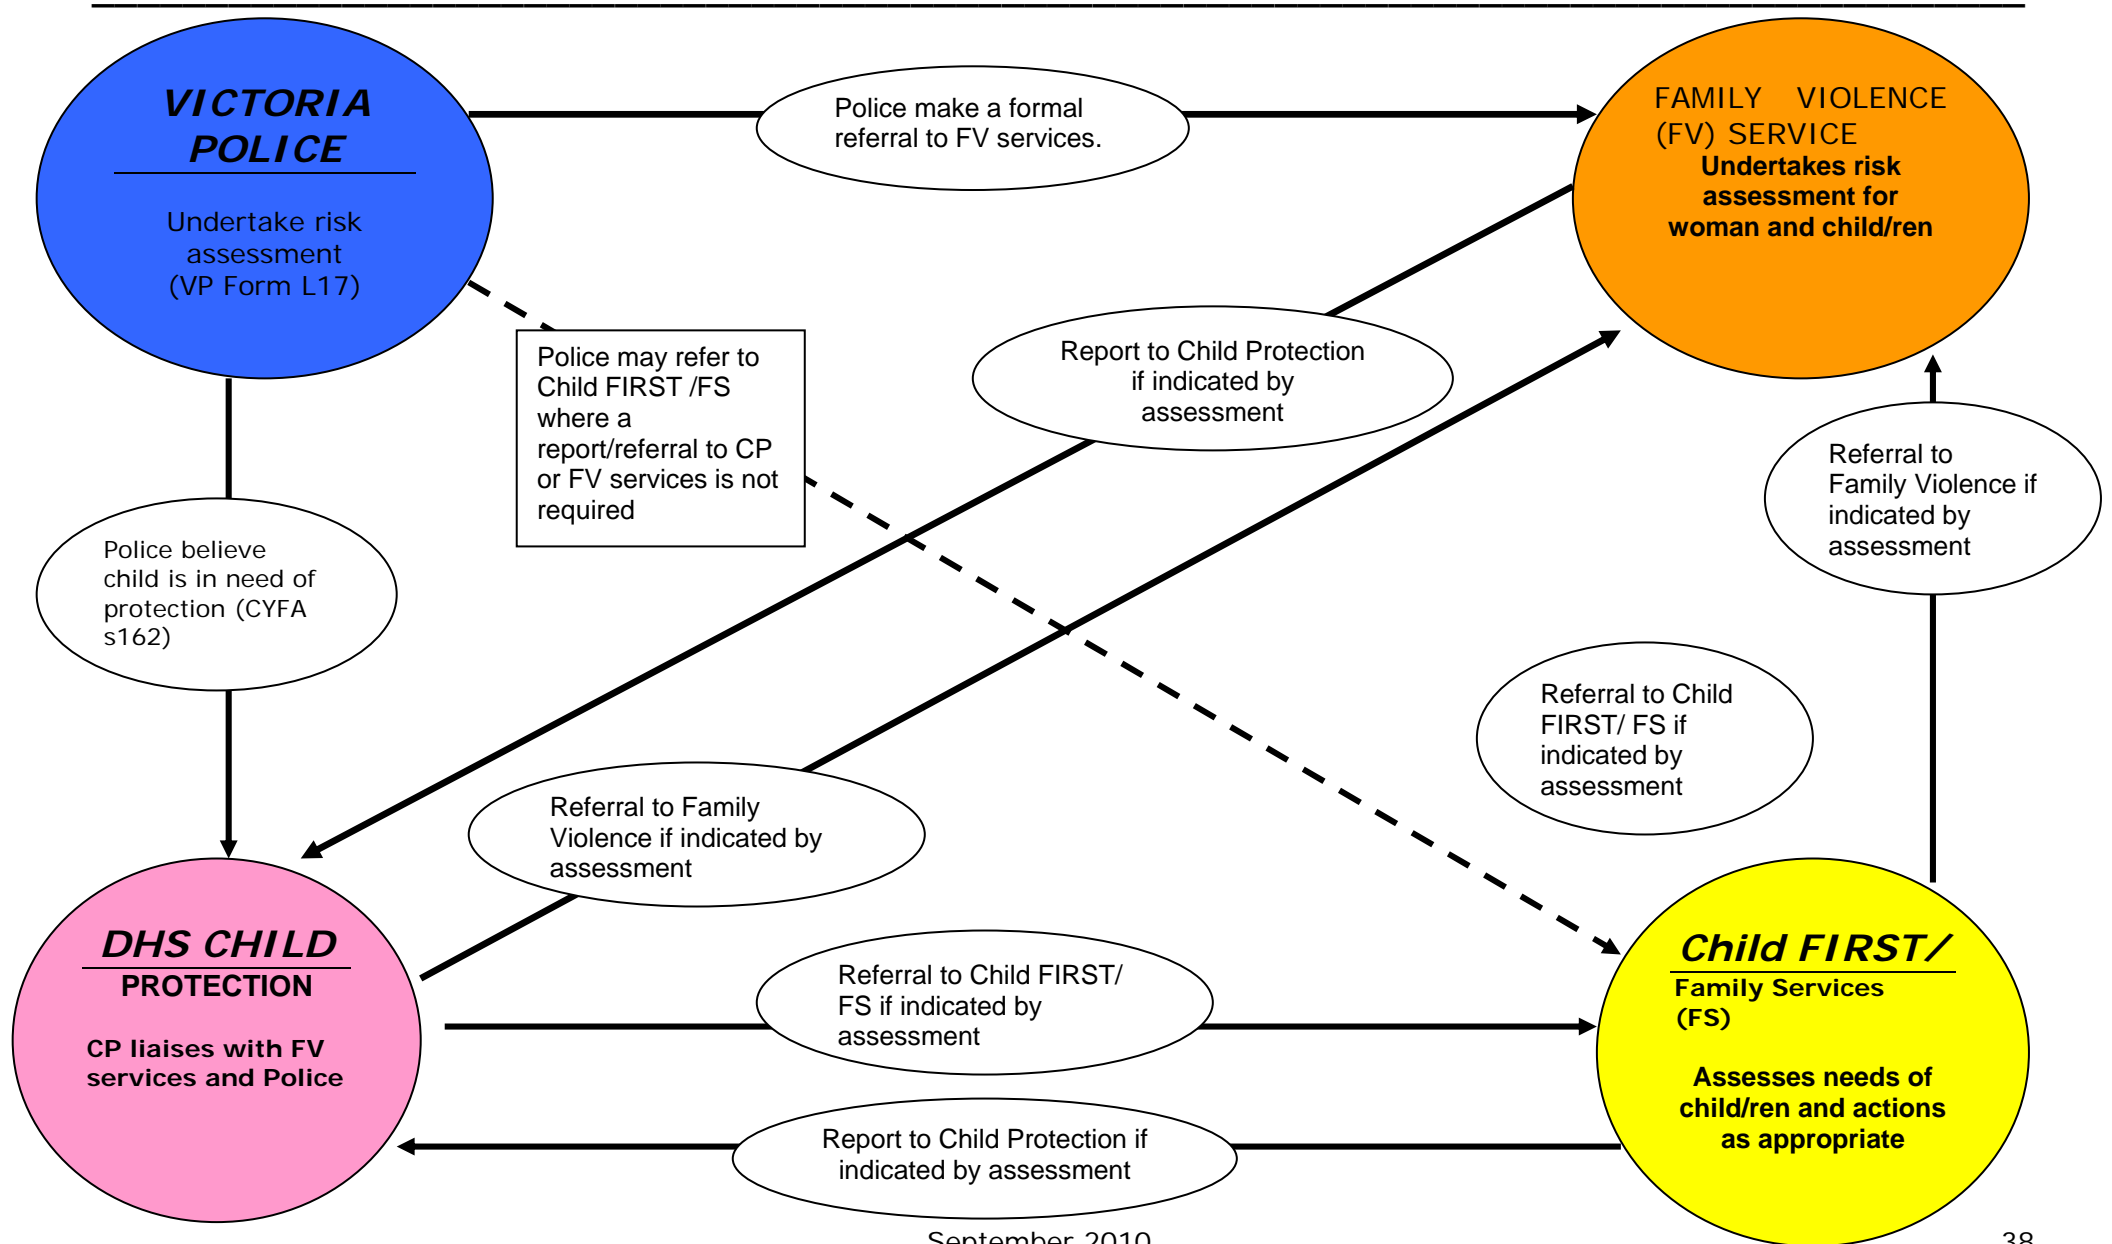 VICTORIA
POLICE
Undertake risk
assessment
(VP Form L17)
Police make a formal
referral to FV services.
FAMILY VIOLENCE
(FV) SERVICE
Undertakes risk
assessment for
woman and child/ren
Police may refer to
Child FIRST /FS
where a
report/referral to CP
or FV services is not
required
Report to Child Protection
if indicated by
assessment
Referral to
Family Violence if
indicated by
assessment
Police believe
child is in need of
protection (CYFA
s162)
Referral to Child
FIRST/ FS if
indicated by
assessment
Referral to Family
Violence if indicated by
assessment
DHS CHILD
PROTECTION
CP liaises with FV
services and Police
Referral to Child FIRST/
FS if indicated by
assessment
Child FIRST/
Family Services
(FS)
Assesses needs of
child/ren and actions
as appropriate
Report to Child Protection if
indicated by assessment
September 2010
38